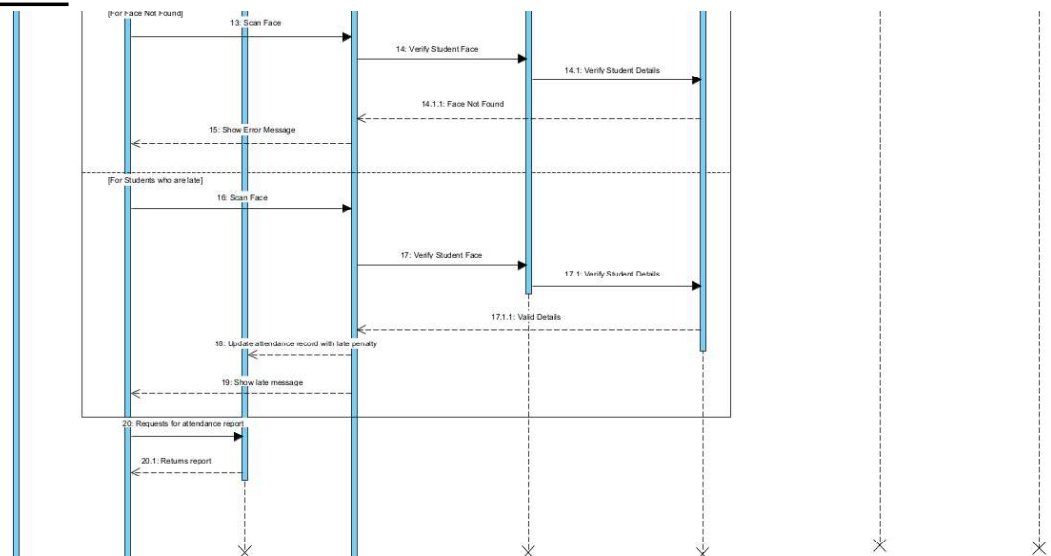 [For Face Not Found]
13: Scan Face
14: Verify Student Face
14.1: Verify Student Details
14.1.1: Face Not Found
15: Show Error Message
[For Students who are late]
16: Scan Face
17: Verify Student Face
17.1: Verify Student Details
17.1.1: Valid Details
18: Update attendance record with late penalty
19: Show late message
20: Requests for attendance report
20.1: Returns report